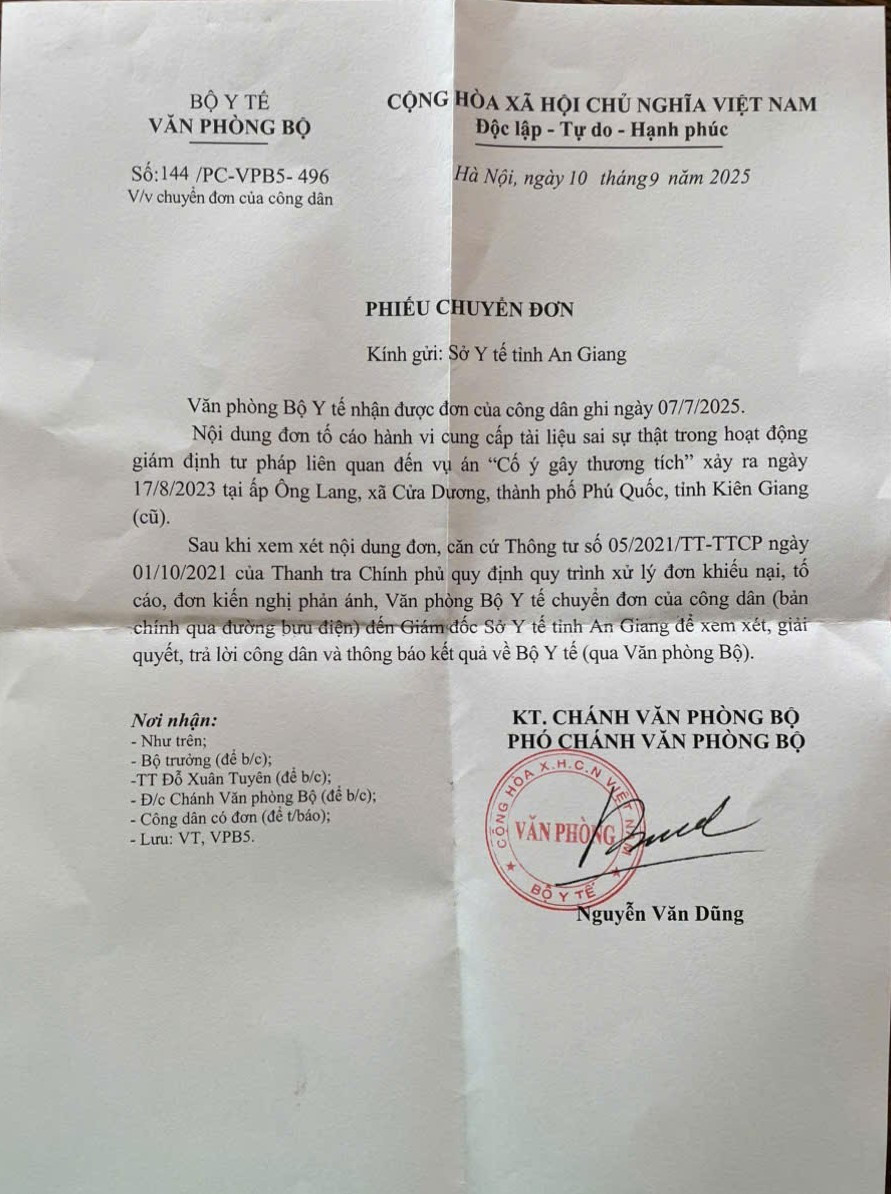 BỘ Y TẾ
VĂN PHÒNG BỘ
Số:144 /PC-VPB5- 496
V/v chuyển đơn của công dân
CỘNG HÒA XÃ HỘI CHỦ NGHĨA VIỆT NAM
Độc lập - Tự do - Hạnh phúc
Hà Nội, ngày 10 tháng9 năm 2025
PHIẾU CHUYỂN ĐƠN
Kính gửi: Sở Y tế tỉnh An Giang
Văn phòng Bộ Y tế nhận được đơn của công dân ghi ngày 07/7/2025.
Nội dung đơn tố cáo hành vi cung cấp tài liệu sai sự thật trong hoạt động
giám định tư pháp liên quan đến vụ án “Cố ý gây thương tích” xảy ra ngày
17/8/2023 tại ấp Ông Lang, xã Cửa Dương, thành phố Phú Quốc, tỉnh Kiên Giang
(cũ).
Sau khi xem xét nội dung đơn, căn cứ Thông tư số 05/2021/TT-TTCP ngày
01/10/2021 của Thanh tra Chính phủ quy định quy trình xử lý đơn khiếu nại, tố
cáo, đơn kiến nghị phản ánh, Văn phòng Bộ Y tế chuyển đơn của công dân (bản
chính qua đường bưu điện) đến Giám đốc Sở Y tế tỉnh An Giang để xem xét, giải
quyết, trả lời công dân và thông báo kết quả về Bộ Y tế (qua Văn phòng Bộ).
Nơi nhận:
- Như trên;
- Bộ trưởng (để b/c);
-TT Đỗ Xuân Tuyên (để b/c);
- Đ/c Chánh Văn phòng Bộ (để b/c);
- Công dân có đơn (để t/báo);
- Lưu: VT, VPB5.
KT. CHÁNH VĂN PHÒNG BỘ
PHÓ CHÁNH VĂN PHÒNG BỘ
CỘNG HÒA X.H.C.N VIỆT NAM
VĂN PHÒNG
BỘ Y TẾ
Nguyễn Văn Dũng